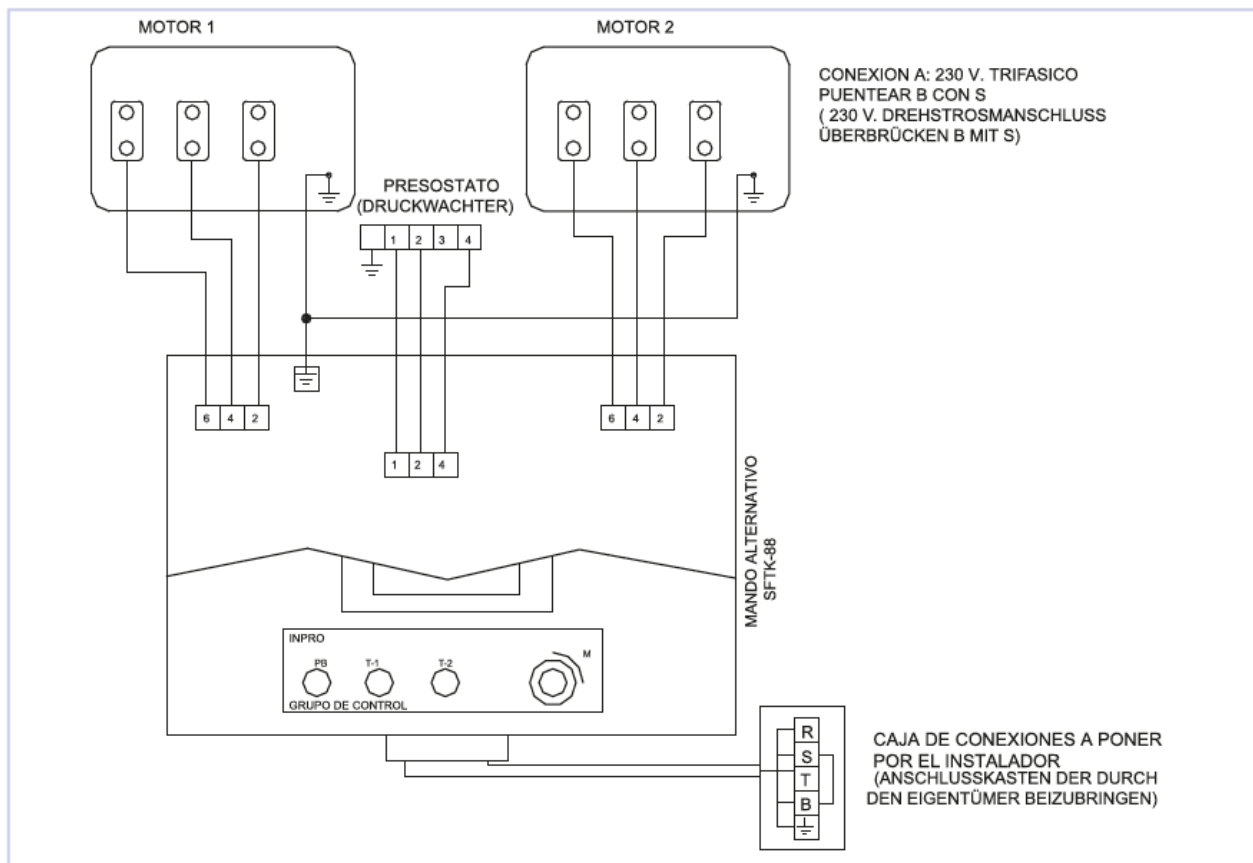 MOTOR 1
MOTOR 2
CONEXION A: 230 V. TRIFASICO
PUENTEAR B CON S
( 230 V. DREHSTROSMANSCHLUSS
ÜBERBRÜCKEN B MIT S)
PRESOSTATO
(DRUCKWACHTER)
1 2 3 4
6 4 2
6 4 2
1 2 4
MANDO ALTERNATIVO
SFTK-88
INPRO
PB T-1 T-2 M
GRUPO DE CONTROL
R
S
T
B
CAJA DE CONEXIONES A PONER
POR EL INSTALADOR
(ANSCHLUSSKASTEN DER DURCH
DEN EIGENTÜMER BEIZUBRINGEN)